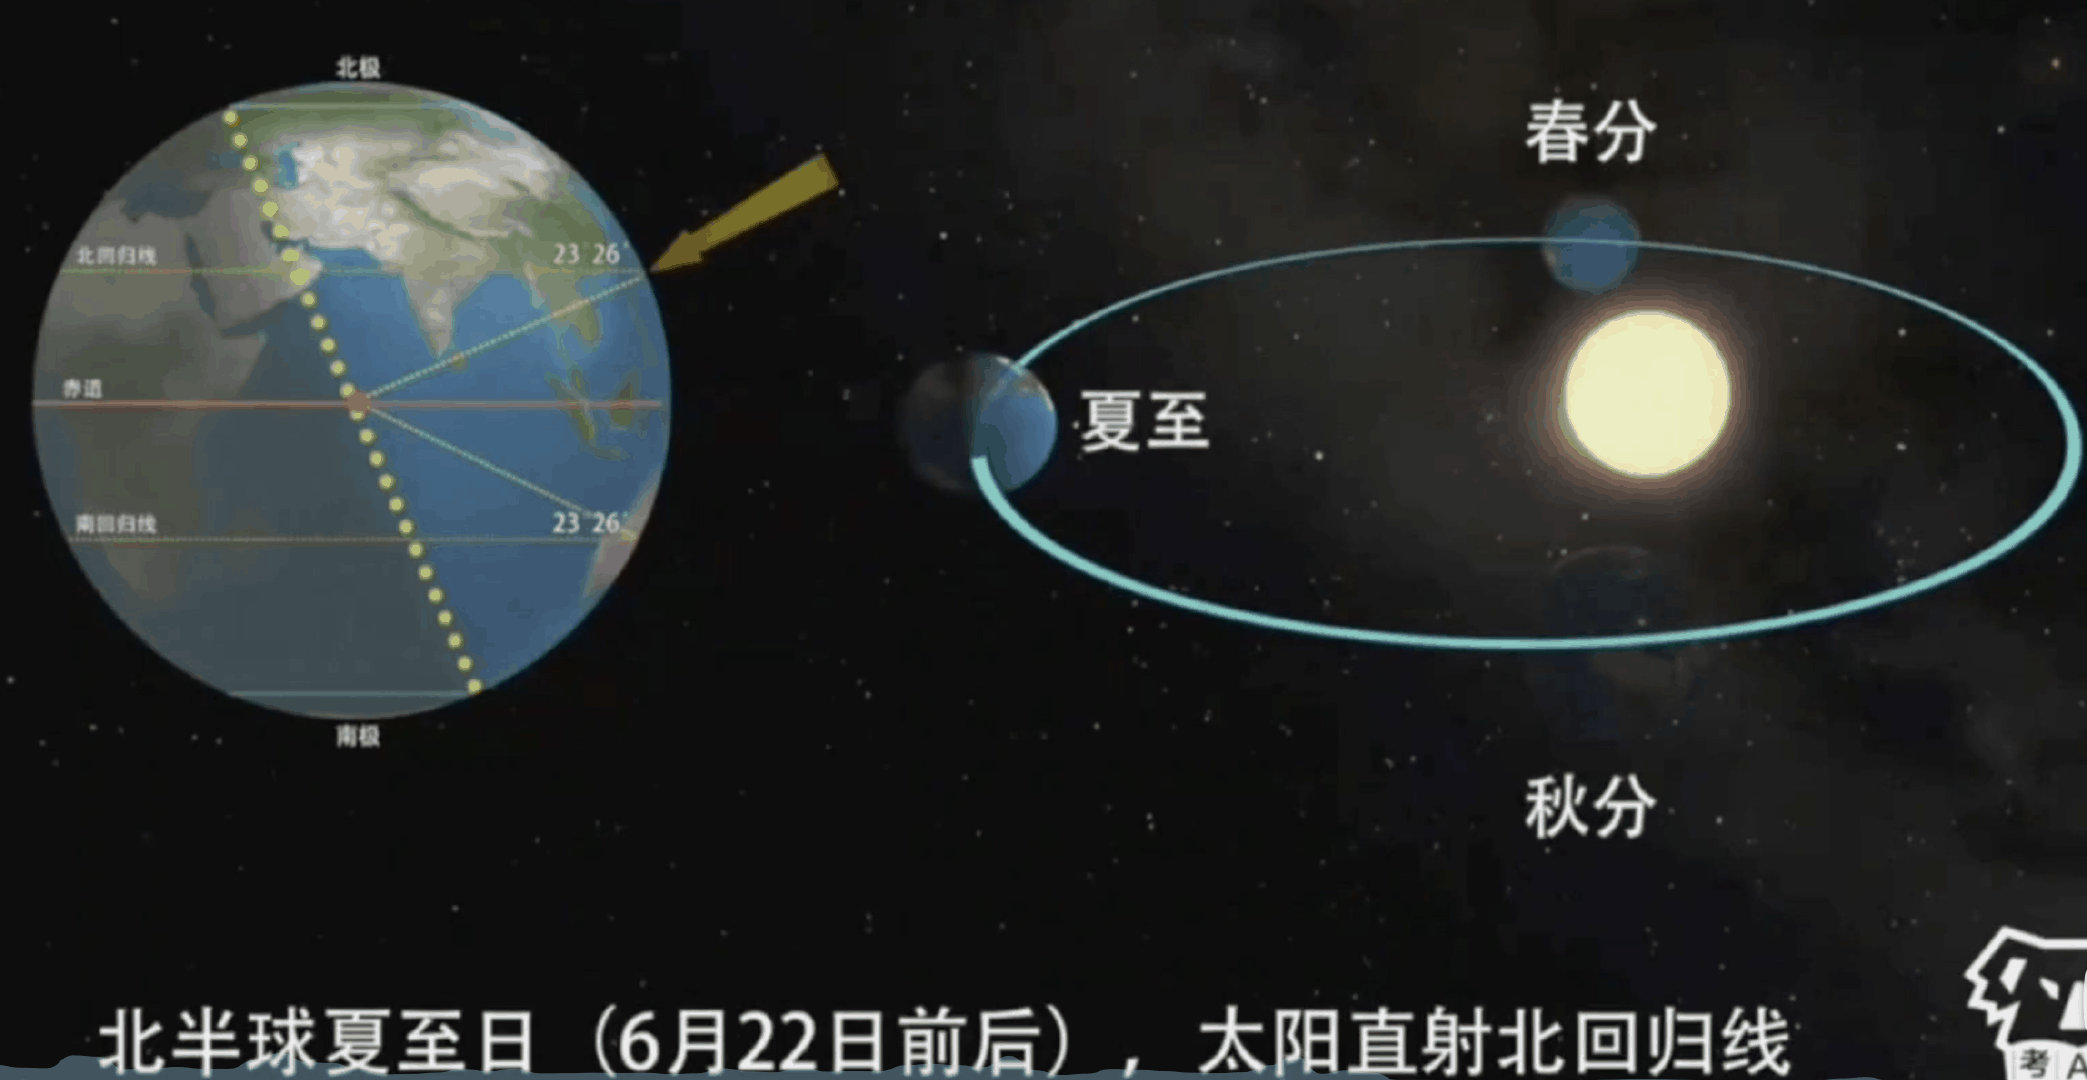 北极
春分
北回归线
23°26′
赤道
夏至
南回归线
23°26′
南极
秋分
北半球夏至日（6月22日前后），太阳直射北回归线
考